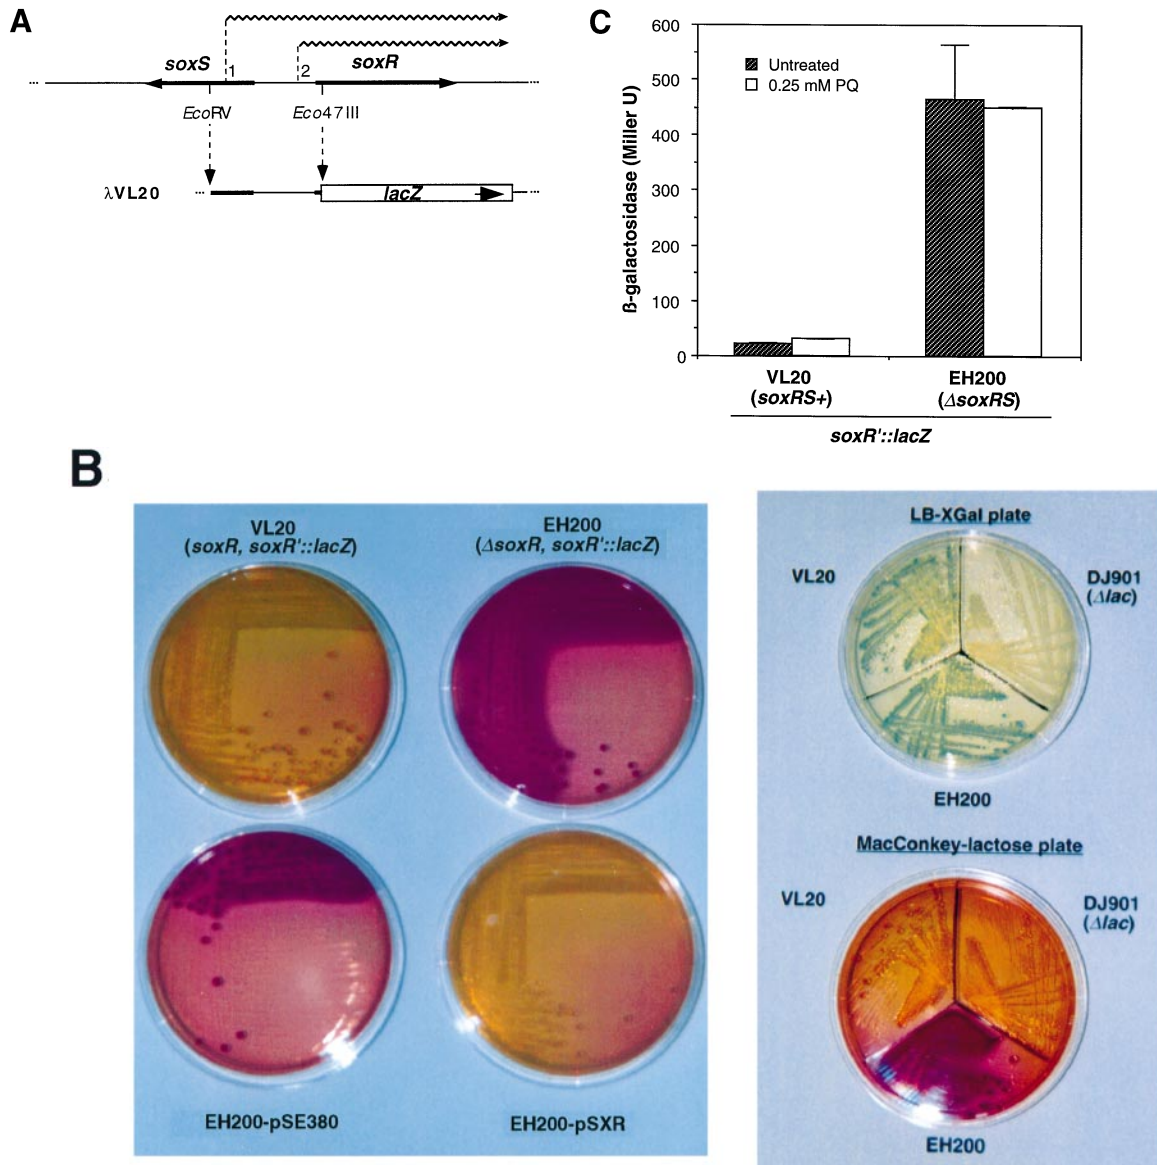 A
soxS
1
2
soxR
EcoRV
Eco47III
λVL20
lacZ
C
ß-galactosidase (Miller U)
600
500
400
300
200
100
0
Untreated
0.25 mM PQ
VL20
(soxRS+)
EH200
(ΔsoxRS)
soxR'::lacZ
B
VL20
(soxR, soxR'::lacZ)
EH200
(ΔsoxR, soxR'::lacZ)
EH200-pSE380
EH200-pSXR
LB-XGal plate
VL20
DJ901
(Δlac)
EH200
MacConkey-lactose plate
VL20
DJ901
(Δlac)
EH200